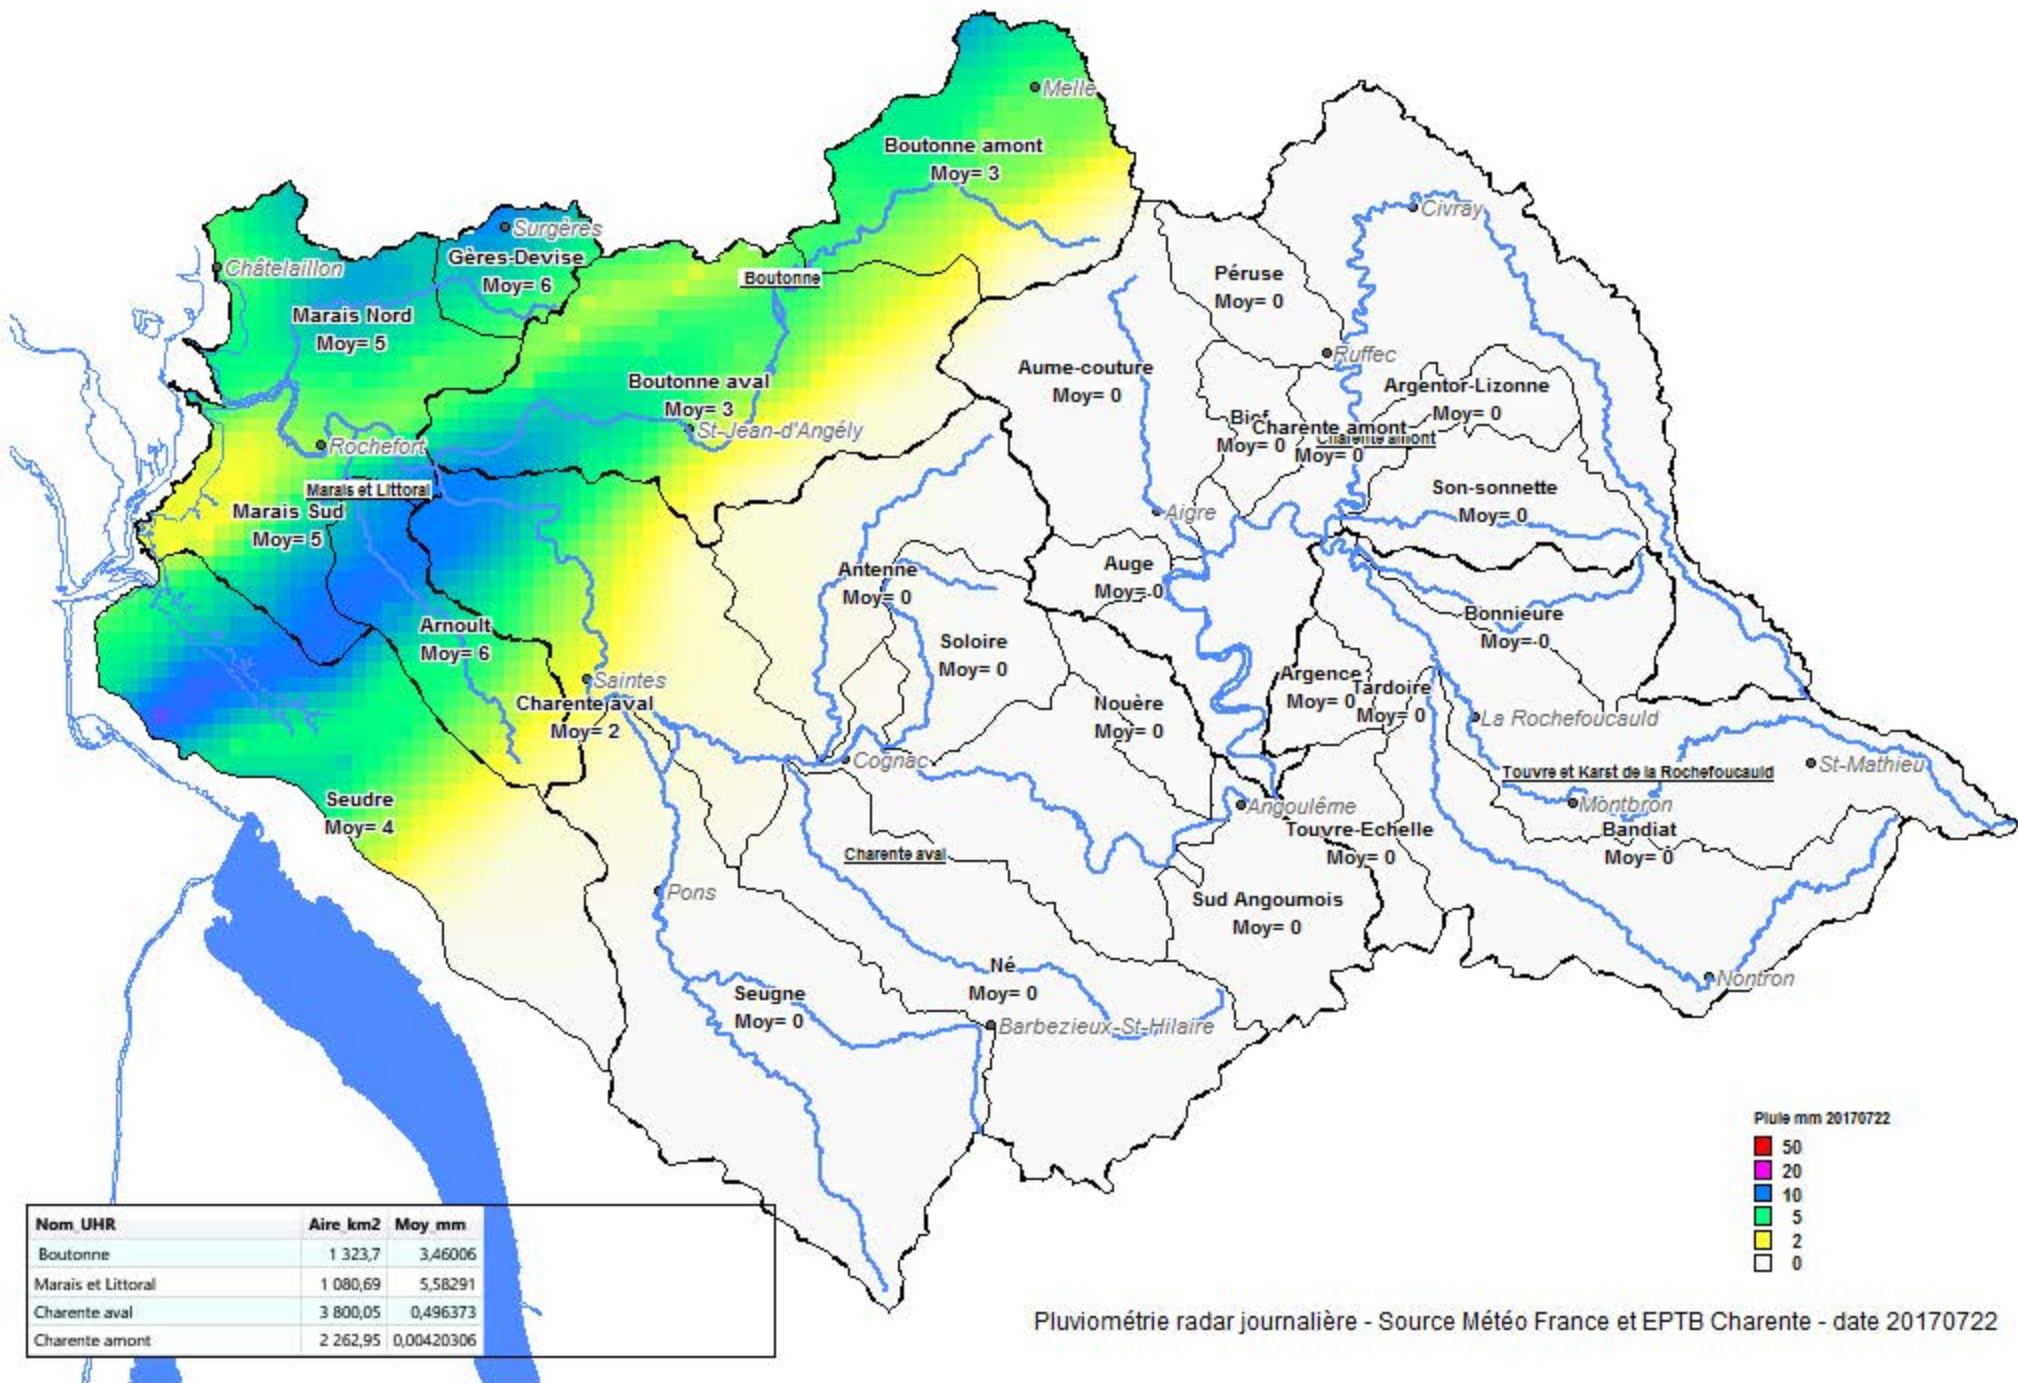 Melle
Boutonne amont
Moy= 3
Civray
Surgères
Gères-Devise
Moy= 6
Châtelaillon
Boutonne
Péruse
Moy= 0
Marais Nord
Moy= 5
Ruffec
Aume-couture
Moy= 0
Boutonne aval
Moy= 3
St-Jean-d'Angély
Argentor-Lizonne
Moy= 0
Bief
Moy= 0
Charente amont
Moy= 0
Charente amont
Rochefort
Marais et Littoral
Marais Sud
Moy= 5
Son-sonnette
Moy= 0
Aigre
Antenne
Moy= 0
Auge
Moy= 0
Arnoult
Moy= 6
Soloire
Moy= 0
Bonnieure
Moy= 0
Saintes
Charente aval
Moy= 2
Nouère
Moy= 0
Argence
Moy= 0
Tardoire
Moy= 0
La Rochefoucauld
Cognac
Touvre et Karst de la Rochefoucauld
St-Mathieu
Seudre
Moy= 4
Angoulême
Montbron
Touvre-Echelle
Moy= 0
Bandiat
Moy= 0
Charente aval
Pons
Sud Angoumois
Moy= 0
Né
Moy= 0
Nontron
Seugne
Moy= 0
Barbezieux-St-Hilaire
Pluie mm 20170722
50
20
10
5
2
0
Nom_UHR Aire_km2 Moy_mm
Boutonne 1 323,7 3,46006
Marais et Littoral 1 080,69 5,58291
Charente aval 3 800,05 0,496373
Charente amont 2 262,95 0,00420306
Pluviométrie radar journalière - Source Météo France et EPTB Charente - date 20170722